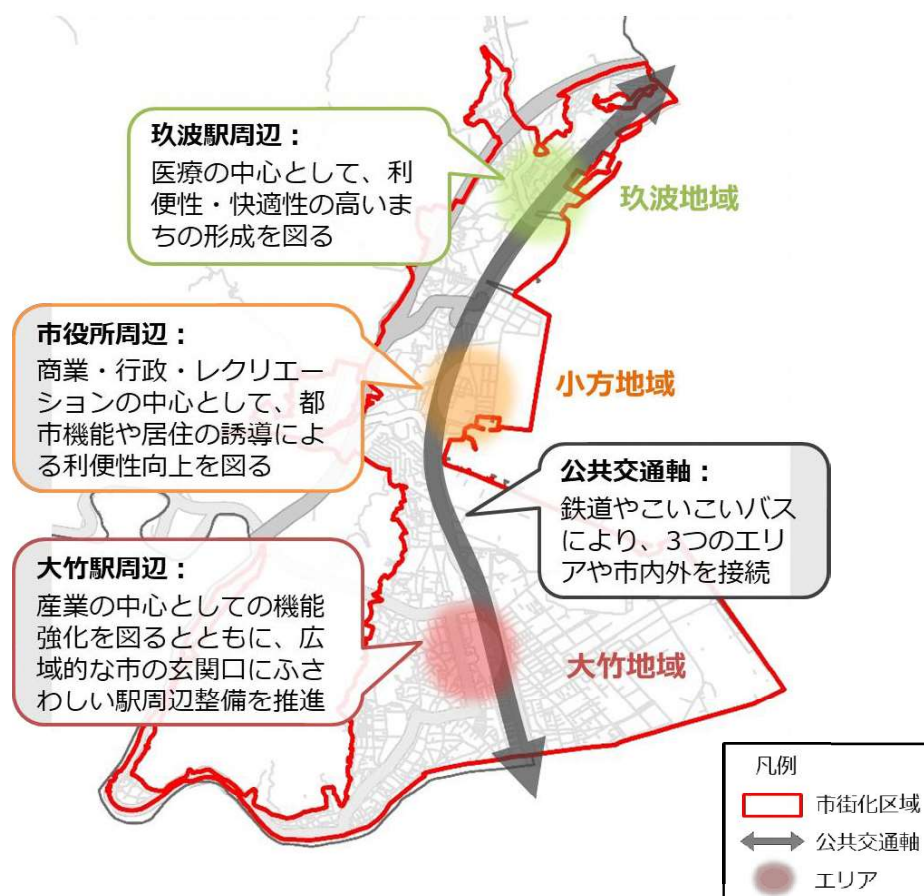 玖波駅周辺：
医療の中心として、利
便性・快適性の高いま
ちの形成を図る
玖波地域
市役所周辺：
商業・行政・レクリエー
ションの中心として、都
市機能や居住の誘導によ
る利便性向上を図る
小方地域
公共交通軸：
鉄道やこいこいバス
により、3つのエリ
アや市内外を接続
大竹駅周辺：
産業の中心としての機能
強化を図るとともに、広
域的な市の玄関口にふさ
わしい駅周辺整備を推進
大竹地域
凡例
市街化区域
公共交通軸
エリア